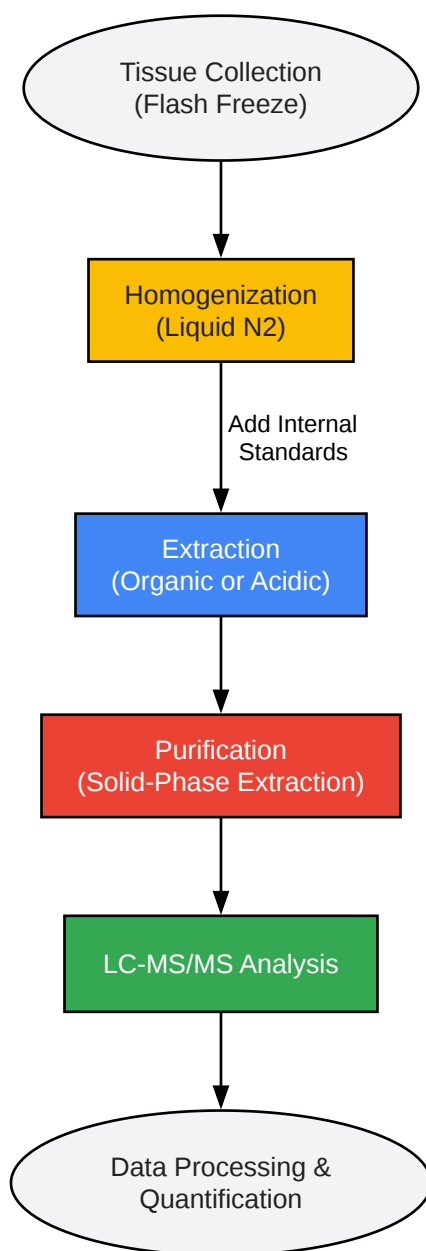 Tissue Collection
(Flash Freeze)
Homogenization
(Liquid N2)
Add Internal
Standards
Extraction
(Organic or Acidic)
Purification
(Solid-Phase Extraction)
LC-MS/MS Analysis
Data Processing &
Quantification